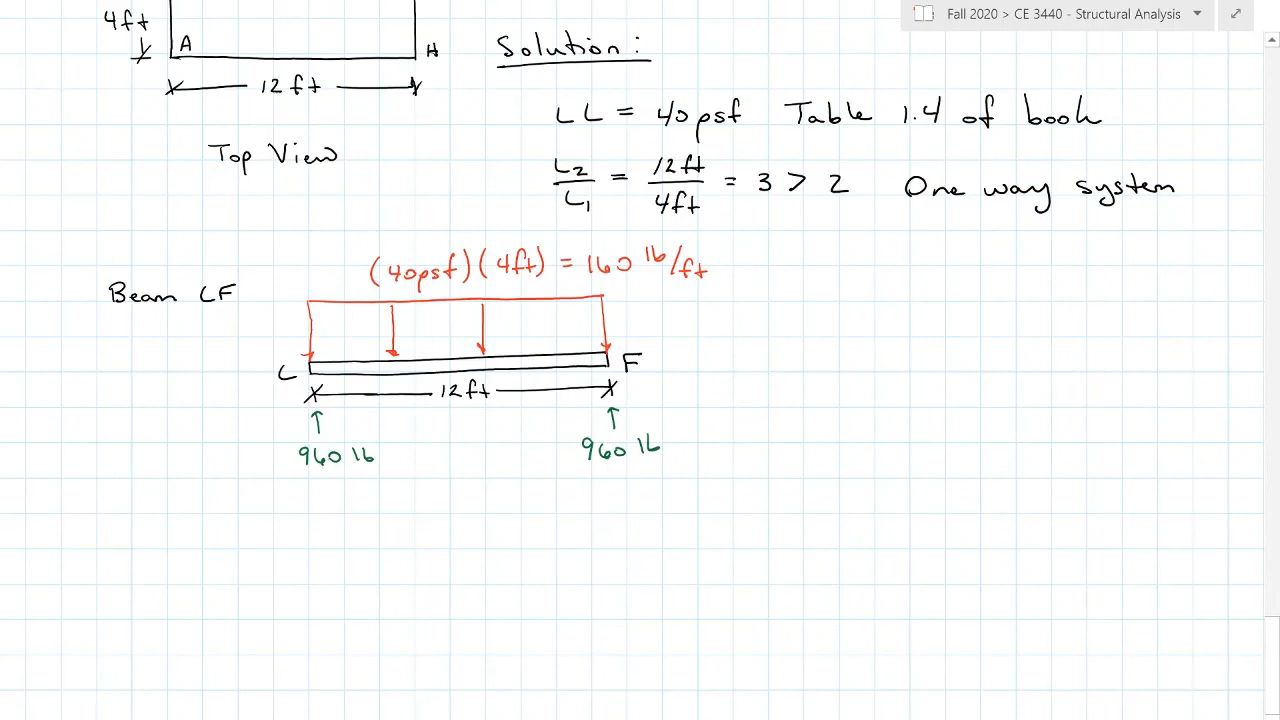 Fall 2020 > CE 3440 - Structural Analysis
4ft
A
H
12 ft
Top View
Solution:
LL = 40psf Table 1.4 of book
L2/L1 = 12ft/4ft = 3 > 2 One way system
(40psf)(4ft) = 160 lb/ft
Beam CF
C
F
12 ft
960 lb
960 lb